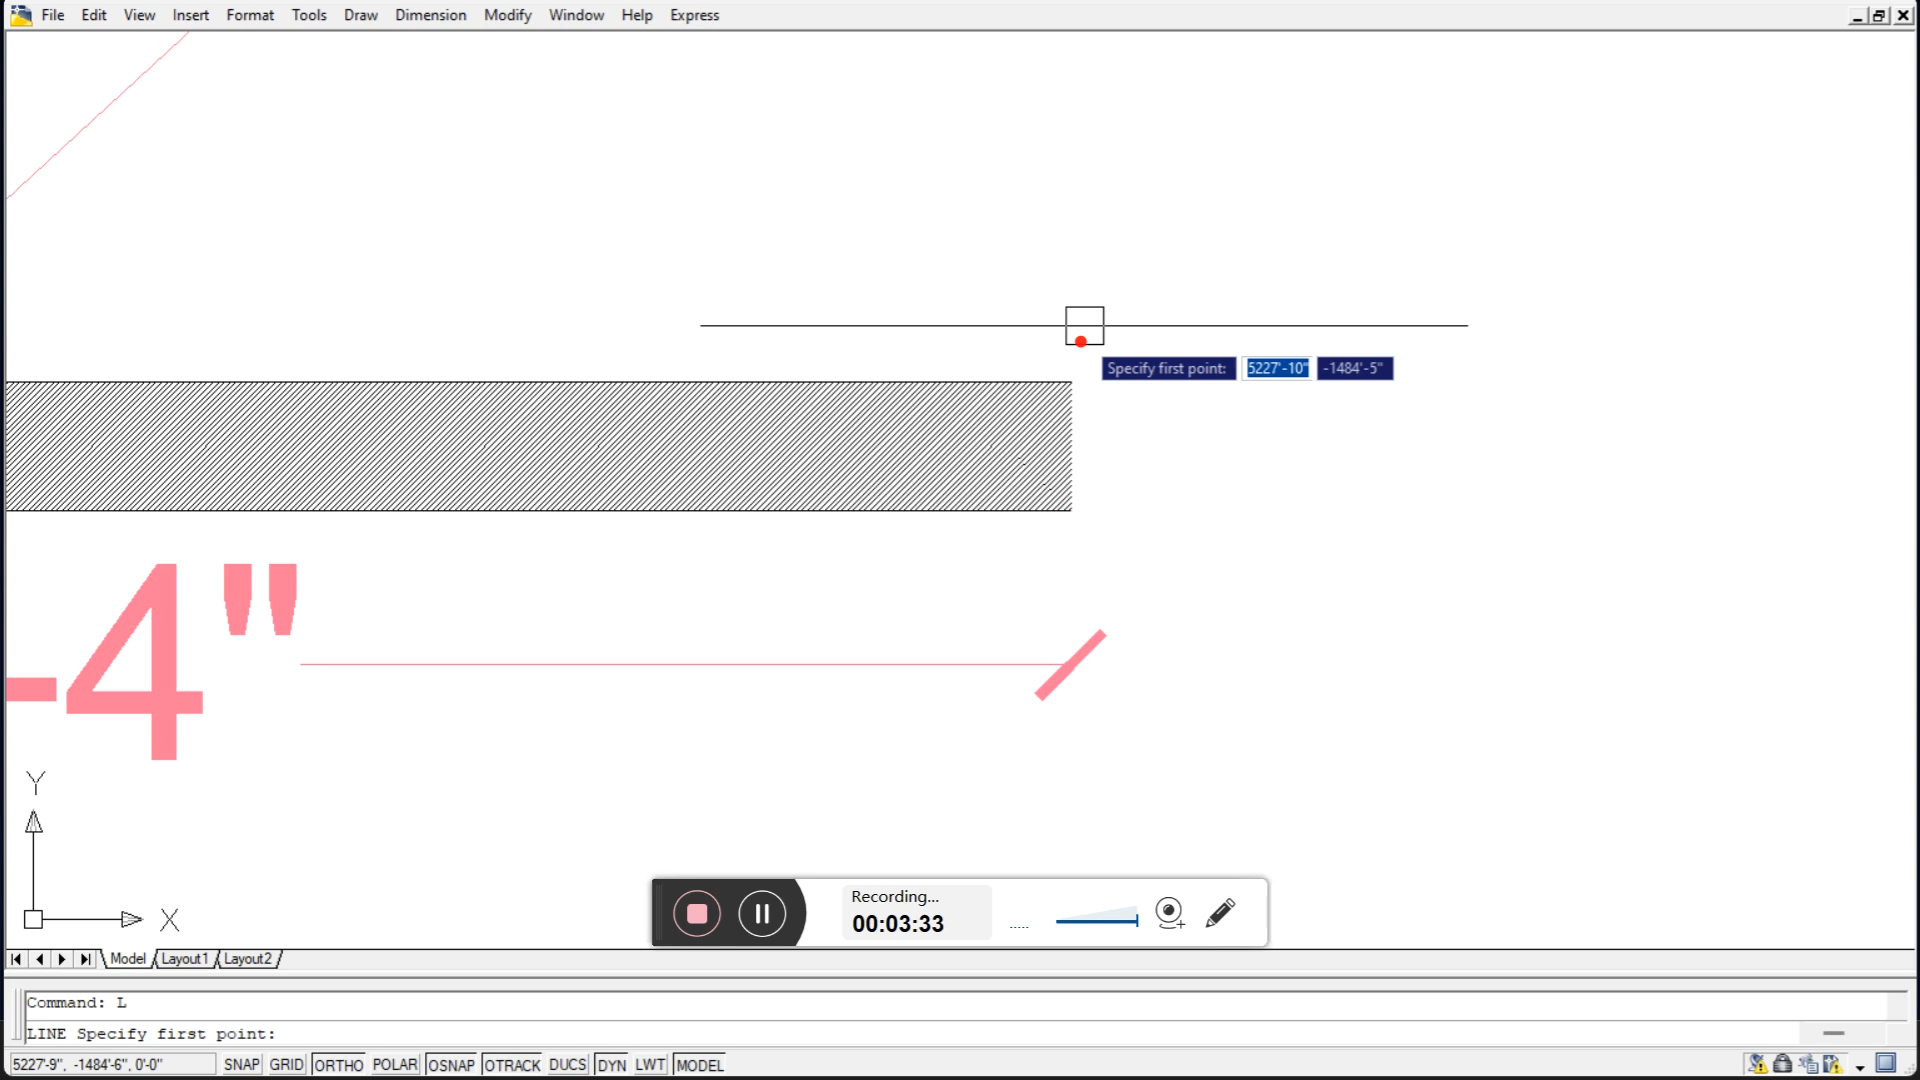 File Edit View Insert Format Tools Draw Dimension Modify Window Help Express
Specify first point: 5227'-10" -1484'-5"
-4"
Y
X
Recording...
00:03:33
Model Layout1 Layout2
Command: L
LINE Specify first point:
5227'-9", -1484'-6", 0'-0" SNAP GRID ORTHO POLAR OSNAP OTRACK DUCS DYN LWT MODEL